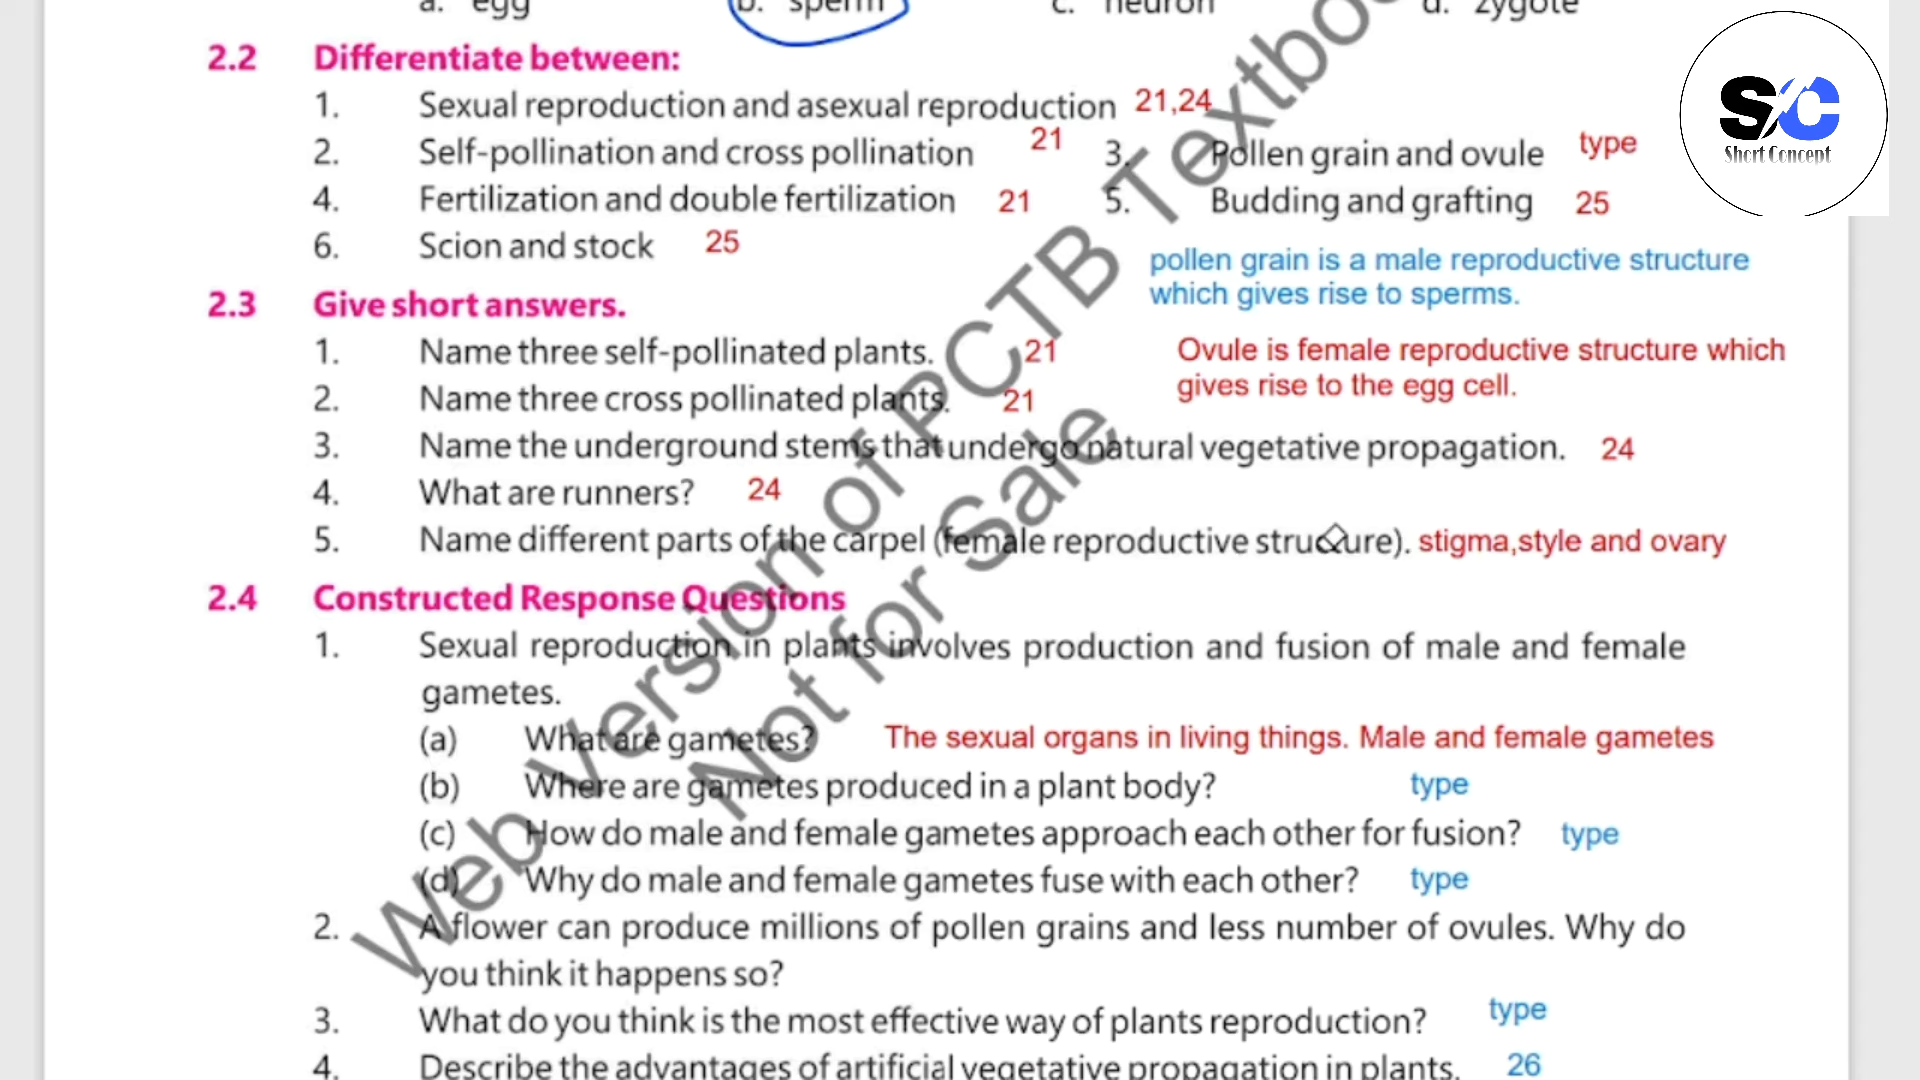 a. egg b. sperm c. neuron d. zygote
2.2 Differentiate between:
1. Sexual reproduction and asexual reproduction 21,24
2. Self-pollination and cross pollination 21 3. Pollen grain and ovule type
4. Fertilization and double fertilization 21 5. Budding and grafting 25
6. Scion and stock 25
pollen grain is a male reproductive structure
which gives rise to sperms.
2.3 Give short answers.
1. Name three self-pollinated plants. 21
Ovule is female reproductive structure which
gives rise to the egg cell.
2. Name three cross pollinated plants. 21
3. Name the underground stems that undergo natural vegetative propagation. 24
4. What are runners? 24
5. Name different parts of the carpel (female reproductive structure). stigma,style and ovary
2.4 Constructed Response Questions
1. Sexual reproduction in plants involves production and fusion of male and female
gametes.
(a) What are gametes? The sexual organs in living things. Male and female gametes
(b) Where are gametes produced in a plant body? type
(c) How do male and female gametes approach each other for fusion? type
(d) Why do male and female gametes fuse with each other? type
2. A flower can produce millions of pollen grains and less number of ovules. Why do
you think it happens so?
3. What do you think is the most effective way of plants reproduction? type
4. Describe the advantages of artificial vegetative propagation in plants. 26
Web Version of PCTB Textbo
Not for Sale
SC
Short Concept